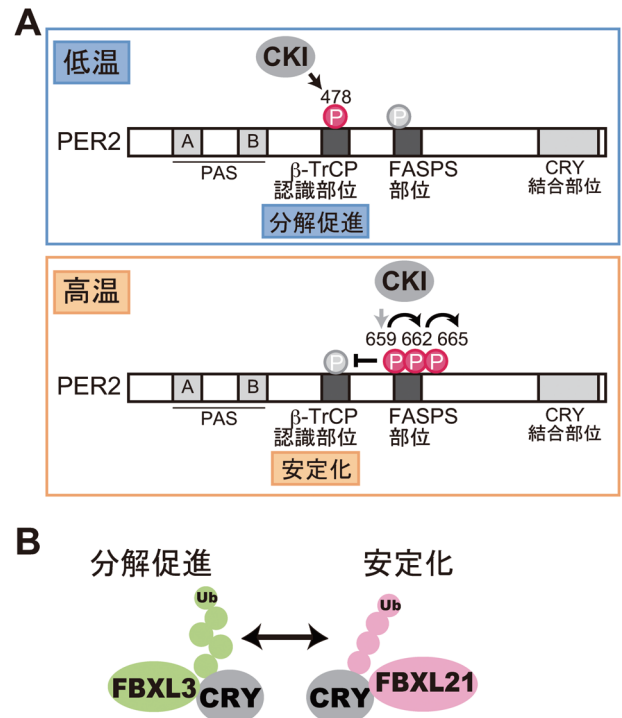 A
低温
CKI
478
P
P
PER2
A
B
PAS
β-TrCP
認識部位
FASPS
部位
CRY
結合部位
分解促進
高温
CKI
659 662 665
P
P P P
PER2
A
B
PAS
β-TrCP
認識部位
FASPS
部位
CRY
結合部位
安定化
B
分解促進
安定化
Ub
Ub
FBXL3
CRY
CRY
FBXL21